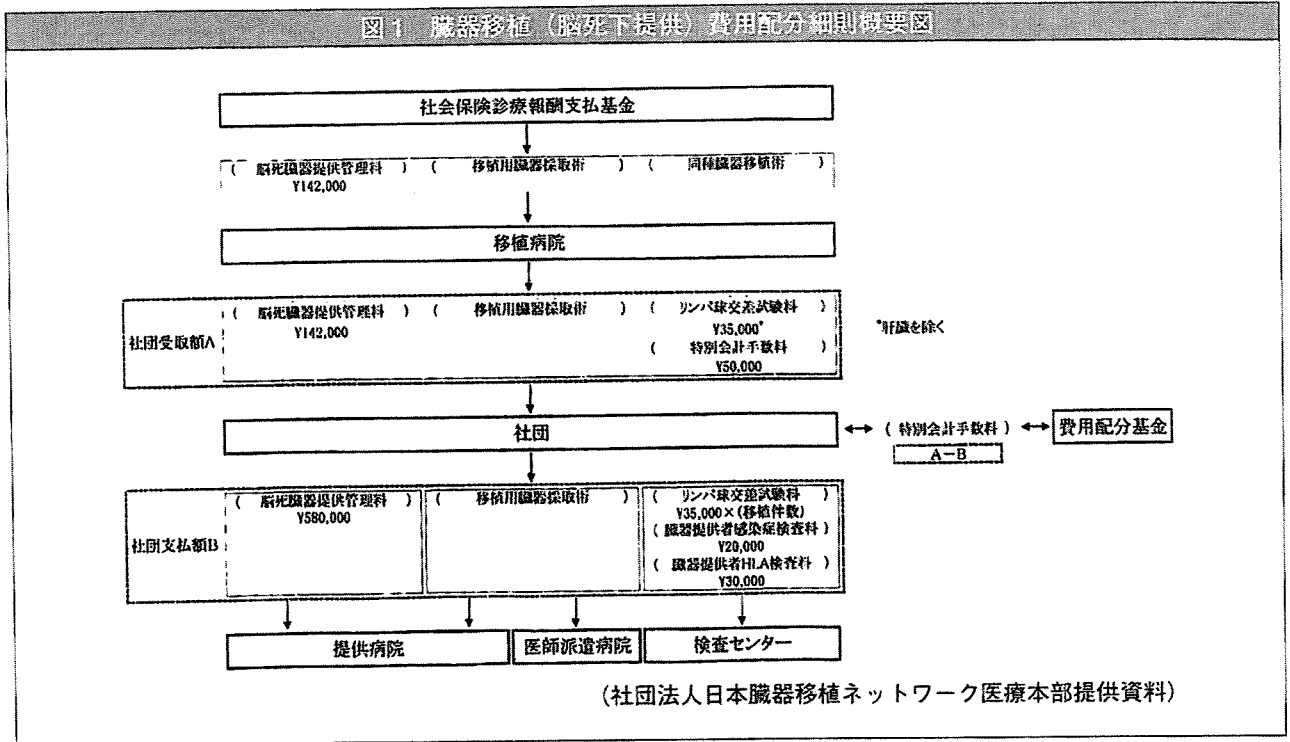 図1 臓器移植（脳死下提供）費用配分細則概要図
社会保険診療報酬支払基金
( 脳死臓器提供管理料 ) ( 移植用臓器採取術 ) ( 同種臓器移植術 )
¥142,000
移植病院
社団受取額A
( 脳死臓器提供管理料 ) ( 移植用臓器採取術 ) ( リンパ球交差試験料 )
¥142,000
¥35,000*
*肝臓を除く
( 特別会計手数料 )
¥50,000
社団
( 特別会計手数料 )
費用配分基金
A-B
社団支払額B
( 脳死臓器提供管理料 ) ( 移植用臓器採取術 ) ( リンパ球交差試験料 )
¥580,000
¥35,000×(移植件数)
( 臓器提供者感染症検査料 )
¥20,000
( 臓器提供者HLA検査料 )
¥30,000
提供病院
医師派遣病院
検査センター
(社団法人日本臓器移植ネットワーク医療本部提供資料)